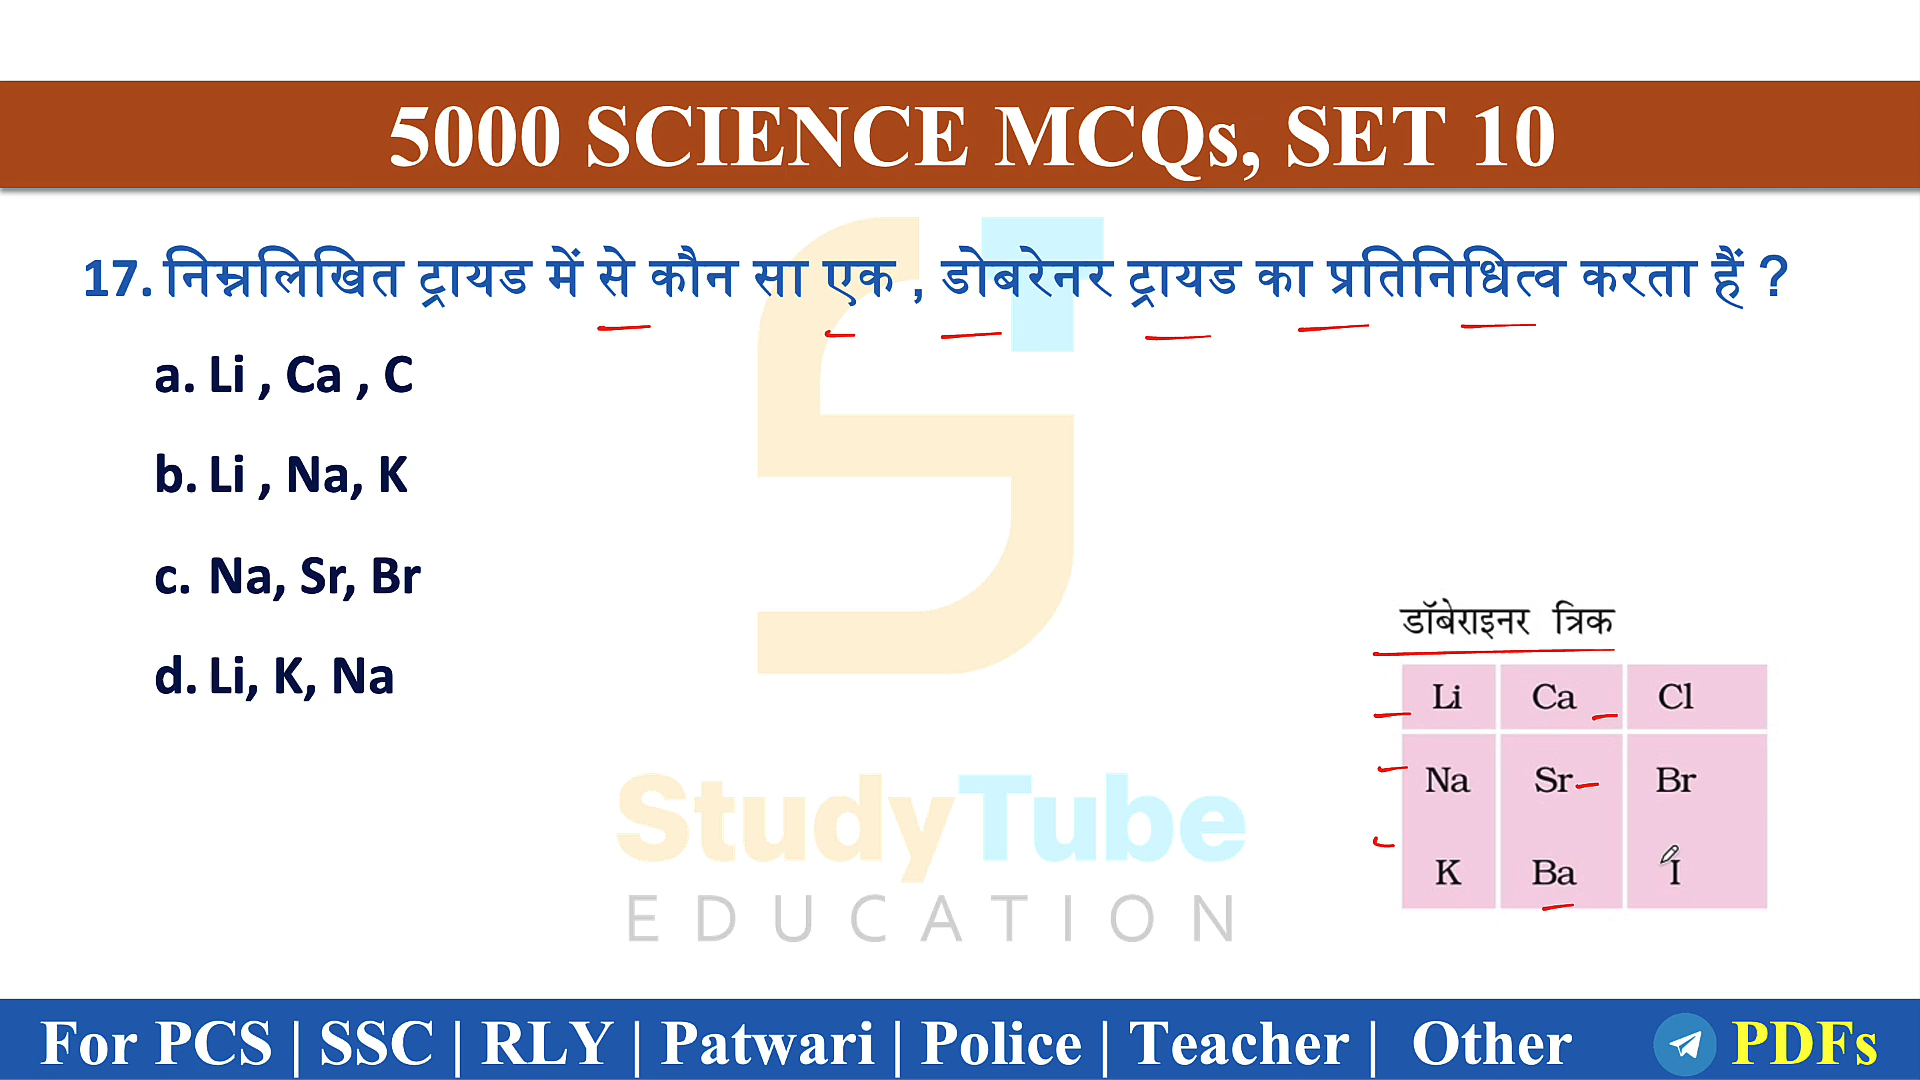 5000 SCIENCE MCQs, SET 10
17. निम्नलिखित ट्रायड में से कौन सा एक , डोबरेनर ट्रायड का प्रतिनिधित्व करता हैं ?
a. Li , Ca , C
b. Li , Na, K
c. Na, Sr, Br
d. Li, K, Na
डॉबेराइनर त्रिक
Li Ca Cl
Na Sr Br
K Ba I
StudyTube
EDUCATION
For PCS | SSC | RLY | Patwari | Police | Teacher | Other PDFs